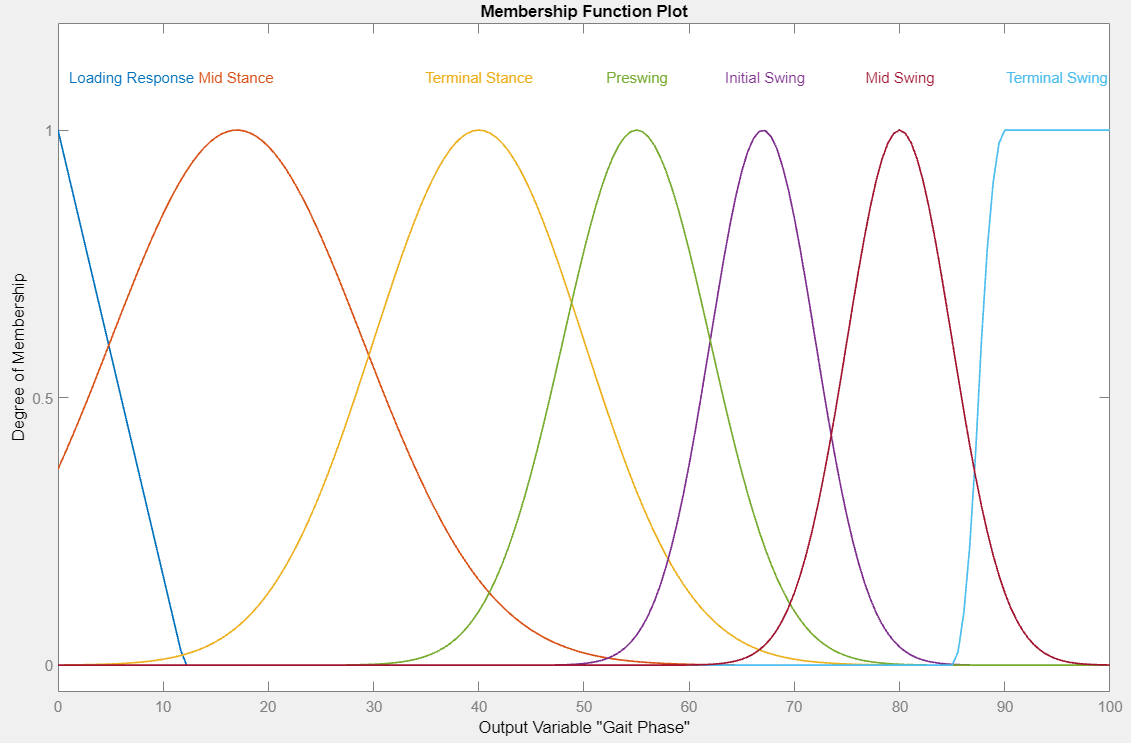 Membership Function Plot
Loading Response Mid Stance Terminal Stance Preswing Initial Swing Mid Swing Terminal Swing
1
0.5
0
Degree of Membership
0 10 20 30 40 50 60 70 80 90 100
Output Variable "Gait Phase"